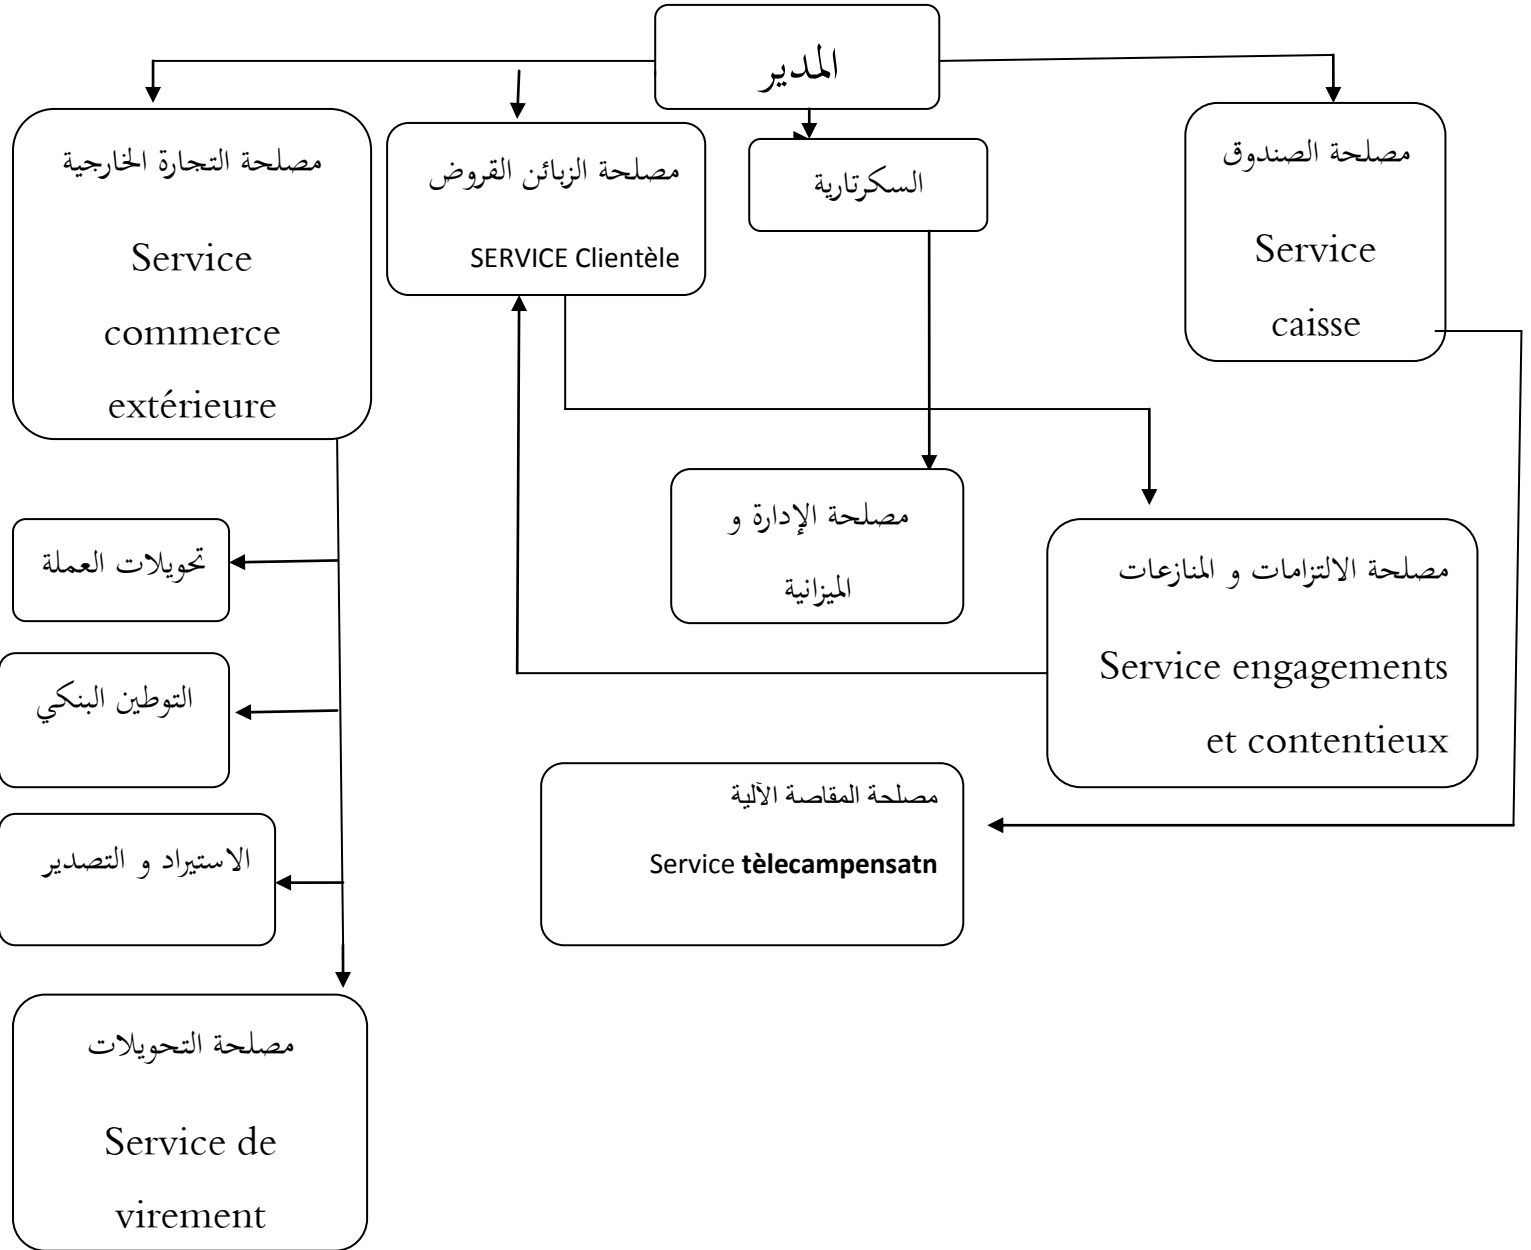 المدير
مصلحة الصندوق
Service
caisse
السكرتارية
مصلحة الزبائن القروض
SERVICE Clientèle
مصلحة التجارة الخارجية
Service
commerce
extérieure
مصلحة الإدارة و
الميزانية
مصلحة الالتزامات و المنازعات
Service engagements
et contentieux
تحويلات العملة
التوطين البنكي
مصلحة المقاصة الآلية
Service tèlecampensatn
الاستيراد و التصدير
مصلحة التحويلات
Service de
virement